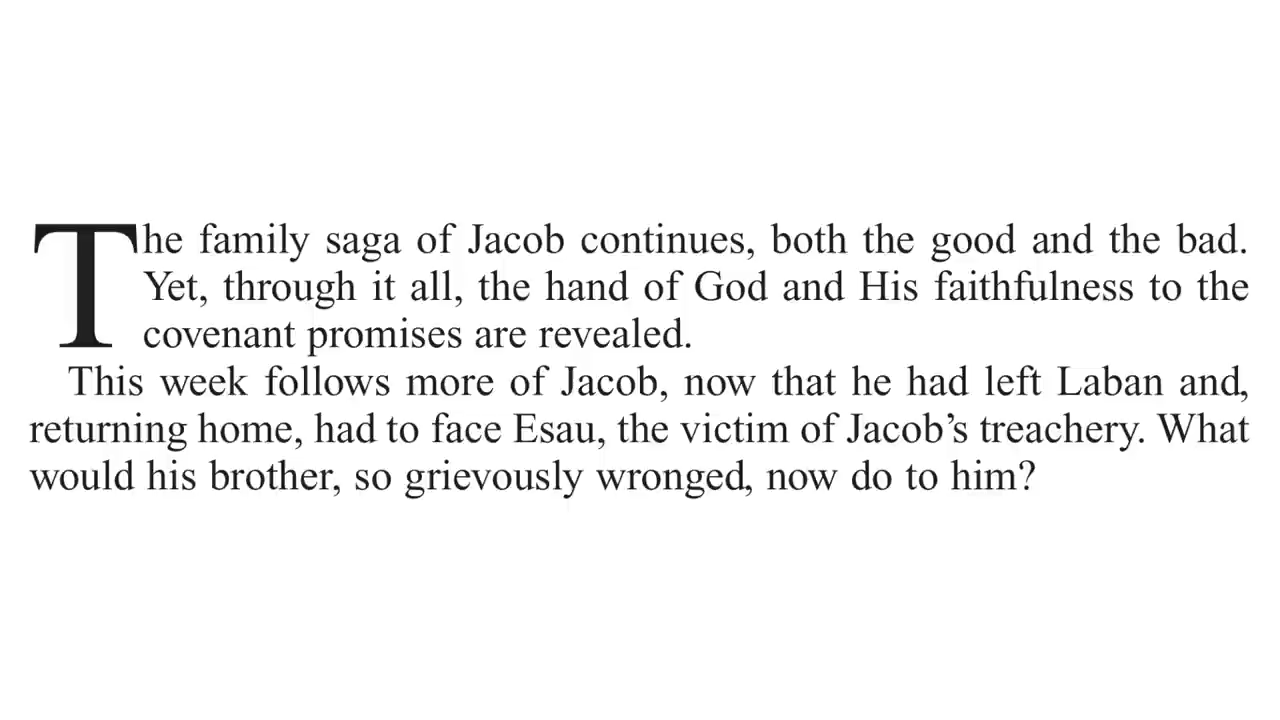 The family saga of Jacob continues, both the good and the bad.
Yet, through it all, the hand of God and His faithfulness to the
covenant promises are revealed.
This week follows more of Jacob, now that he had left Laban and,
returning home, had to face Esau, the victim of Jacob’s treachery. What
would his brother, so grievously wronged, now do to him?